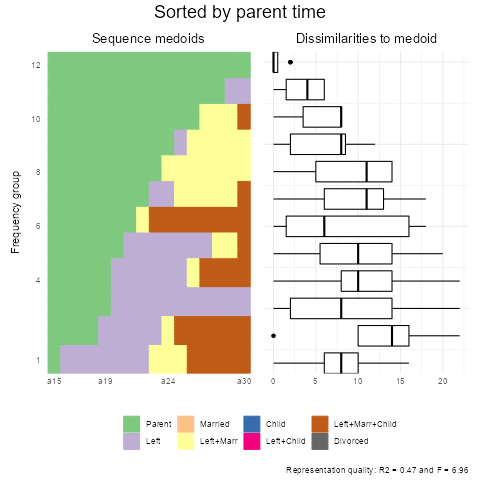 Sorted by parent time
Sequence medoids
Dissimilarities to medoid
Frequency group
12
10
8
6
4
1
a15 a19 a24 a30
0 5 10 15 20
Parent Married Child Left+Marr+Child
Left Left+Marr Left+Child Divorced
Representation quality: R2 = 0.47 and F = 6.96